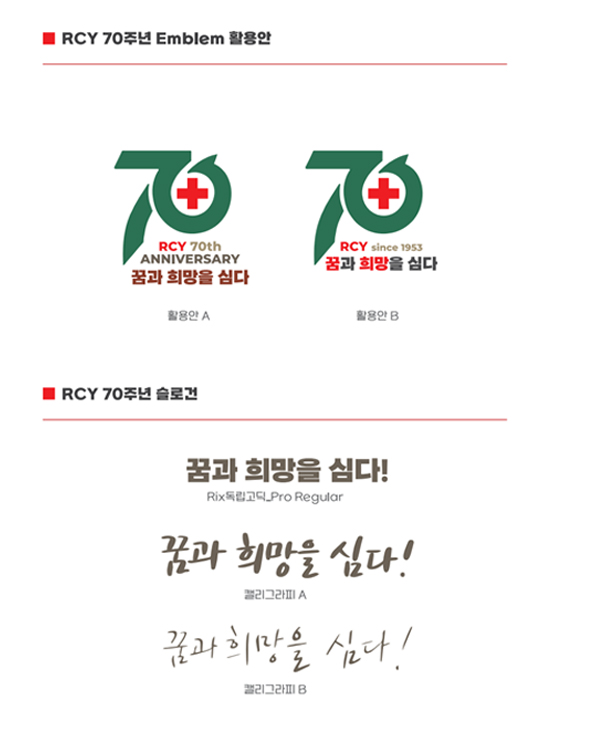 RCY 70주년 Emblem 활용안
70
RCY 70th
ANNIVERSARY
꿈과 희망을 심다
활용안 A
70
RCY since 1953
꿈과 희망을 심다
활용안 B
RCY 70주년 슬로건
꿈과 희망을 심다!
Rix독립고딕_Pro Regular
꿈과 희망을 심다!
캘리그라피 A
꿈과 희망을 심다!
캘리그라피 B